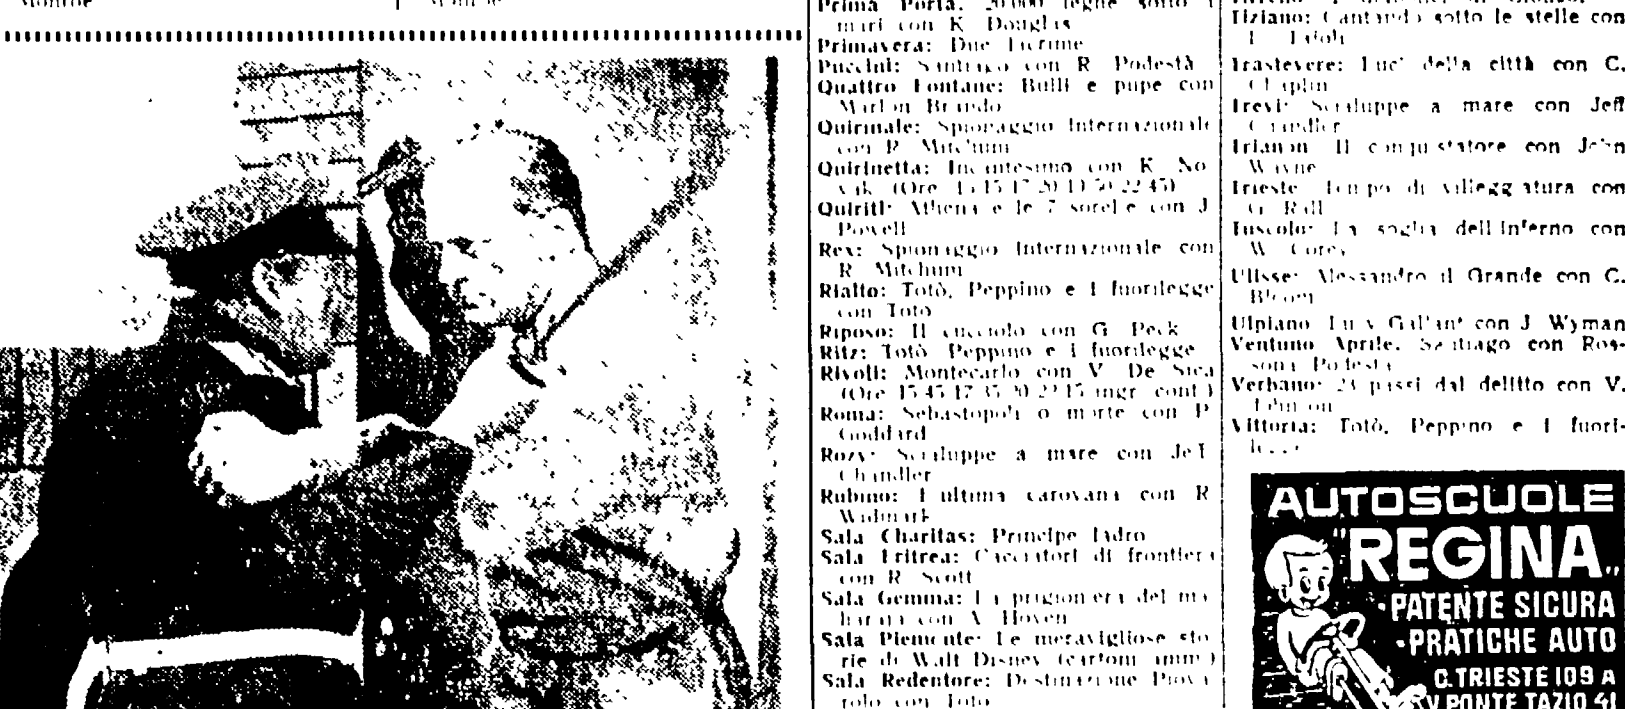 Prima Porta: 20.000 leghe sotto i
mari con K. Douglas
Primavera: Due lacrime
Puccini: Santiago con R. Podestà
Quattro Fontane: Bulli e pupe con
Marlon Brando
Quirinale: Spionaggio Internazionale
con R. Mitchum
Quirinetta: Incantesimo con K. No-
vak (Ore
Quiriti: Athena e le 7 sorelle con J.
Powell
Rex: Spionaggio Internazionale con
R. Mitchum
Rialto: Totò, Peppino e i fuorilegge
con Totò
Riposo: Il cucciolo con G. Peck
Ritz: Totò, Peppino e i fuorilegge
Rivoli: Montecarlo con V. De Sica
(Ore
Roma: Sebastopoli o morte con P.
Goddard
Roxy: Scialuppe a mare con Jeff
Chandler
Rubino: L'ultima carovana con R.
Widmark
Sala Charitas: Principe ladro
Sala Eritrea: Cacciatori di frontiera
con R. Scott
Sala Gemma: La prigioniera del ma-
harata con A. Hoven
Sala Piemonte: Le meravigliose sto-
rie di Walt Disney (cartoni anim.)
Sala Redentore: Destinazione Piova-
rolo con Totò
Tiziano: Cantando sotto le stelle con
Trastevere: Luci della città con C.
Chaplin
Trevi: Scialuppe a mare con Jeff
Chandler
Trianon: Il conquistatore con John
Wayne
Trieste: Tempo di villeggiatura con
G. Ralli
Tuscolo: La soglia dell'inferno con
W. Corey
Ulisse: Alessandro il Grande con C.
Bloom
Ulpiano: Lucy Gallant con J. Wyman
Ventuno Aprile: Santiago con Ros-
sana Podestà
Verbano: 23 passi dal delitto con V.
Johnson
Vittoria: Totò, Peppino e i fuori-
legge
AUTOSCUOLE
"REGINA"
-PATENTE SICURA
-PRATICHE AUTO
C. TRIESTE 109 A
V. PONTE TAZIO 41